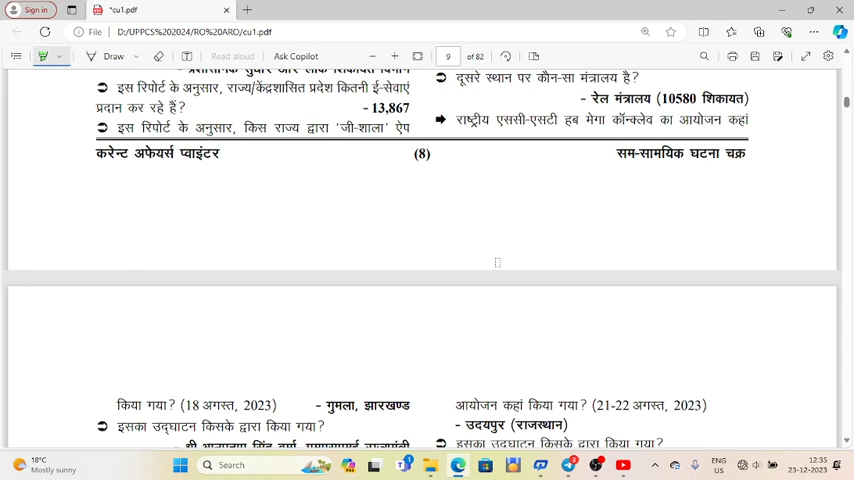 Sign in
*cu1.pdf
File D:/UPPCS%202024/RO%20ARO/cu1.pdf
Draw Read aloud Ask Copilot 9 of 82
इस रिपोर्ट के अनुसार, राज्य/केंद्रशासित प्रदेश कितनी ई-सेवाएं
प्रदान कर रहे हैं? - 13,867
इस रिपोर्ट के अनुसार, किस राज्य द्वारा 'जी-शाला' ऐप
दूसरे स्थान पर कौन-सा मंत्रालय है?
- रेल मंत्रालय (10580 शिकायत)
राष्ट्रीय एससी-एसटी हब मेगा कॉन्क्लेव का आयोजन कहां
करेन्ट अफेयर्स प्वाइंटर (8) सम-सामयिक घटना चक्र
किया गया? (18 अगस्त, 2023) - गुमला, झारखण्ड
इसका उद्घाटन किसके द्वारा किया गया?
आयोजन कहां किया गया? (21-22 अगस्त, 2023)
- उदयपुर (राजस्थान)
इसका उद्घाटन किसके द्वारा किया गया?
18°C
Mostly sunny
Search
ENG
US
12:35
23-12-2023